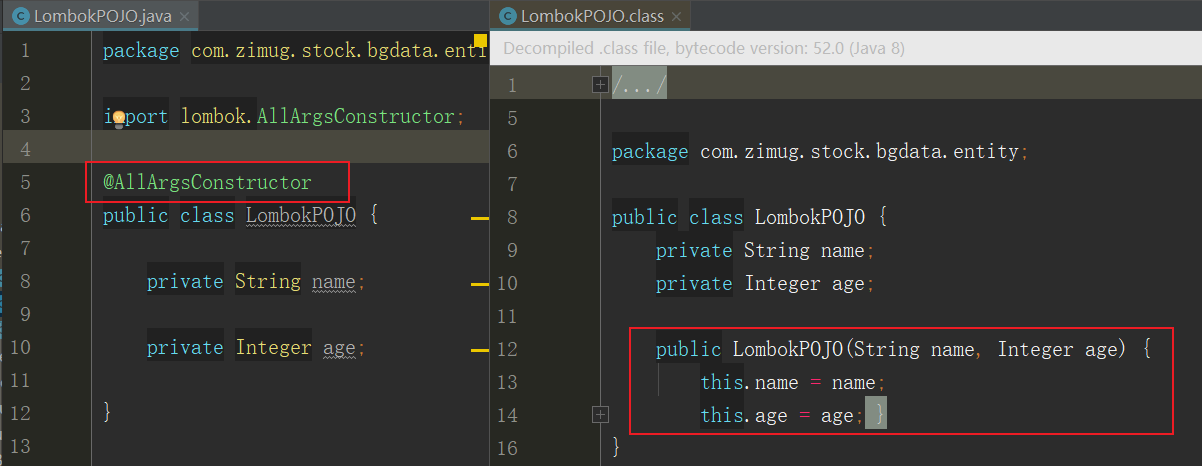 LombokPOJO.java
1 package com.zimug.stock.bgdata.enti
2
3 import lombok.AllArgsConstructor;
4
5 @AllArgsConstructor
6 public class LombokPOJO {
7
8 private String name;
9
10 private Integer age;
11
12 }
13
LombokPOJO.class
Decompiled .class file, bytecode version: 52.0 (Java 8)
1 /.../
5
6 package com.zimug.stock.bgdata.entity;
7
8 public class LombokPOJO {
9 private String name;
10 private Integer age;
11
12 public LombokPOJO(String name, Integer age) {
13 this.name = name;
14 this.age = age; }
16 }